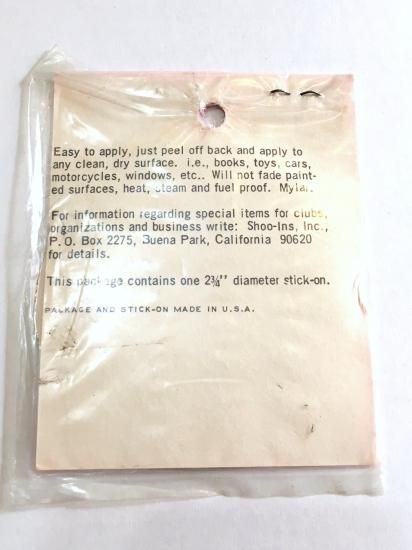 Easy to apply, just peel off back and apply to
any clean, dry surface. i.e., books, toys, cars,
motorcycles, windows, etc.. Will not fade paint-
ed surfaces, heat, steam and fuel proof. Mylar.
For information regarding special items for clubs,
organizations and business write: Shoo-Ins, Inc.,
P.O. Box 2275, Buena Park, California 90620
for details.
This package contains one 2¾" diameter stick-on.
PACKAGE AND STICK-ON MADE IN U.S.A.